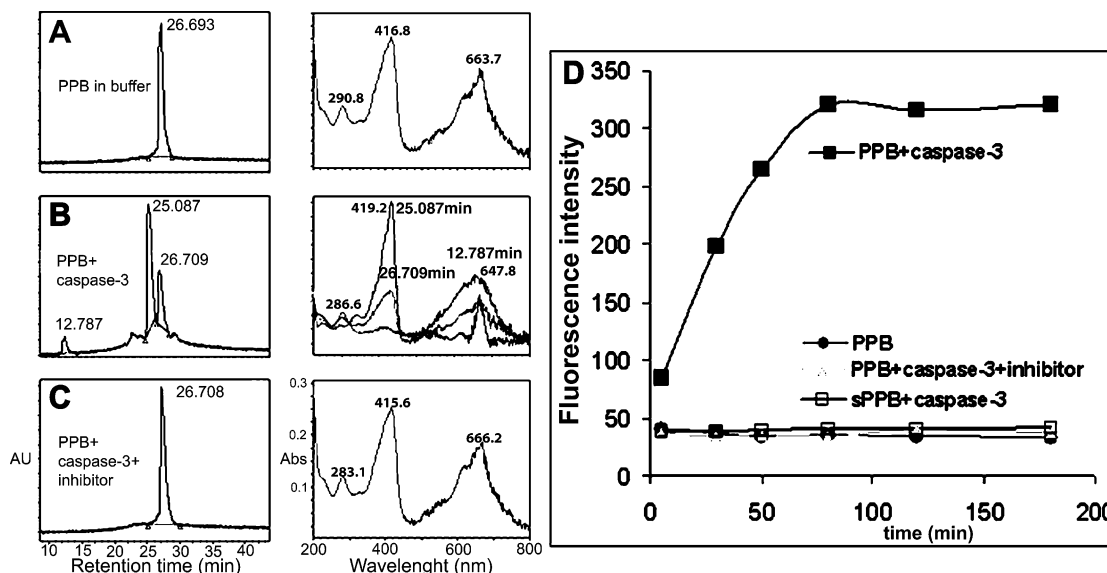 A
26.693
PPB in buffer
416.8
663.7
290.8
B
25.087
26.709
PPB+
caspase-3
12.787
419.2
25.087min
12.787min
26.709min
647.8
286.6
C
26.708
PPB+
caspase-3+
inhibitor
AU
10 15 20 25 30 35 40
Retention time (min)
0.3
0.2
0.1
Abs
415.6
666.2
283.1
200 400 600 800
Wavelenght (nm)
D
350
300
250
200
150
100
50
0
Fluorescence intensity
PPB+caspase-3
PPB
PPB+caspase-3+inhibitor
sPPB+caspase-3
0 50 100 150 200
time (min)